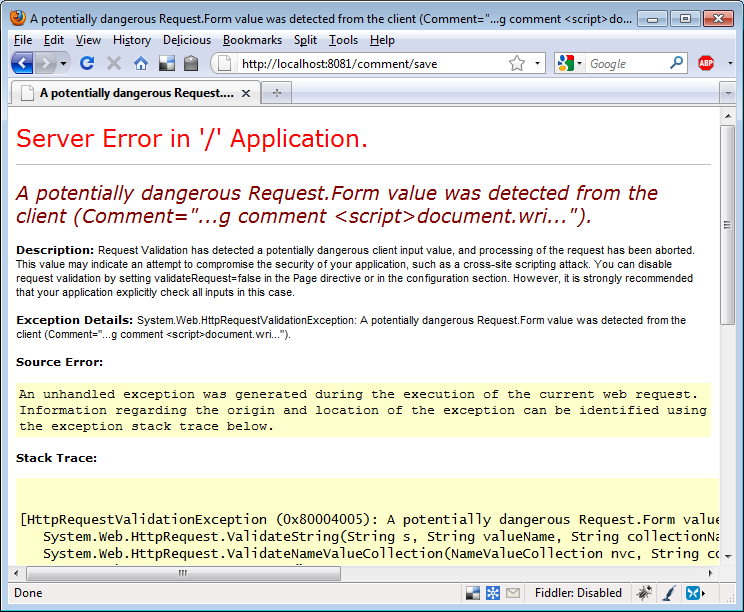 A potentially dangerous Request.Form value was detected from the client (Comment="...g comment <script>do...
File Edit View History Delicious Bookmarks Split Tools Help
http://localhost:8081/comment/save Google ABP
A potentially dangerous Request....
Server Error in '/' Application.
A potentially dangerous Request.Form value was detected from the
client (Comment="...g comment <script>document.wri...").
Description: Request Validation has detected a potentially dangerous client input value, and processing of the request has been aborted.
This value may indicate an attempt to compromise the security of your application, such as a cross-site scripting attack. You can disable
request validation by setting validateRequest=false in the Page directive or in the configuration section. However, it is strongly recommended
that your application explicitly check all inputs in this case.
Exception Details: System.Web.HttpRequestValidationException: A potentially dangerous Request.Form value was detected from the
client (Comment="...g comment <script>document.wri...").
Source Error:
An unhandled exception was generated during the execution of the current web request.
Information regarding the origin and location of the exception can be identified using
the exception stack trace below.
Stack Trace:
[HttpRequestValidationException (0x80004005): A potentially dangerous Request.Form value
System.Web.HttpRequest.ValidateString(String s, String valueName, String collectionNa
System.Web.HttpRequest.ValidateNameValueCollection(NameValueCollection nvc, String co
Done Fiddler: Disabled